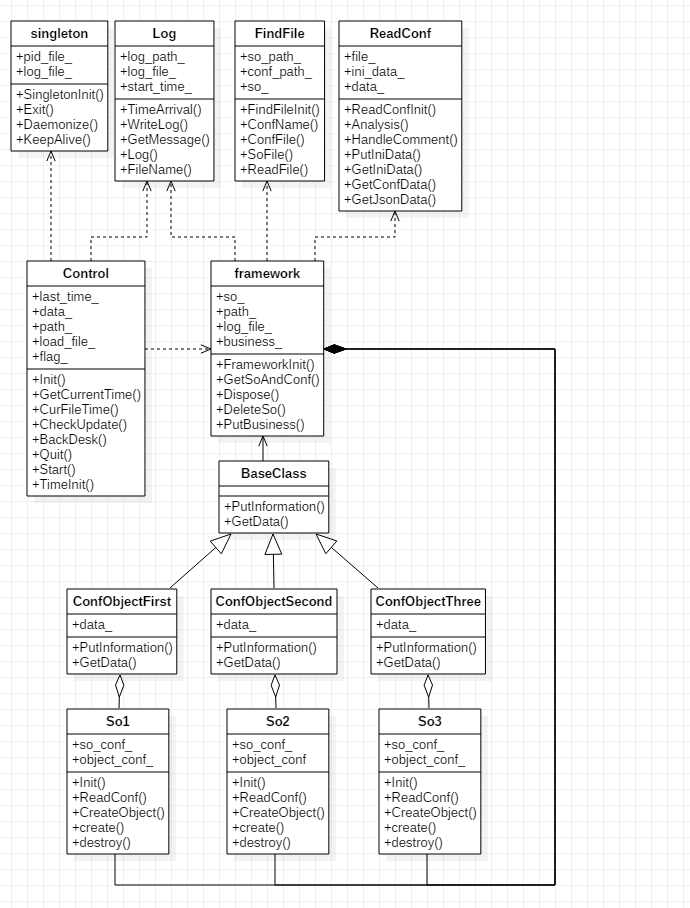 singleton
+pid_file_
+log_file_
+SingletonInit()
+Exit()
+Daemonize()
+KeepAlive()
Log
+log_path_
+log_file_
+start_time_
+TimeArrival()
+WriteLog()
+GetMessage()
+Log()
+FileName()
FindFile
+so_path_
+conf_path_
+so_
+FindFileInit()
+ConfName()
+ConfFile()
+SoFile()
+ReadFile()
ReadConf
+file_
+ini_data_
+data_
+ReadConfInit()
+Analysis()
+HandleComment()
+PutIniData()
+GetIniData()
+GetConfData()
+GetJsonData()
Control
+last_time_
+data_
+path_
+load_file_
+flag_
+Init()
+GetCurrentTime()
+CurFileTime()
+CheckUpdate()
+BackDesk()
+Quit()
+Start()
+TimeInit()
framework
+so_
+path_
+log_file_
+business_
+FrameworkInit()
+GetSoAndConf()
+Dispose()
+DeleteSo()
+PutBusiness()
BaseClass
+PutInformation()
+GetData()
ConfObjectFirst
+data_
+PutInformation()
+GetData()
ConfObjectSecond
+data_
+PutInformation()
+GetData()
ConfObjectThree
+data_
+PutInformation()
+GetData()
So1
+so_conf_
+object_conf_
+Init()
+ReadConf()
+CreateObject()
+create()
+destroy()
So2
+so_conf_
+object_conf
+Init()
+ReadConf()
+CreateObject()
+create()
+destroy()
So3
+so_conf_
+object_conf_
+Init()
+ReadConf()
+CreateObject()
+create()
+destroy()